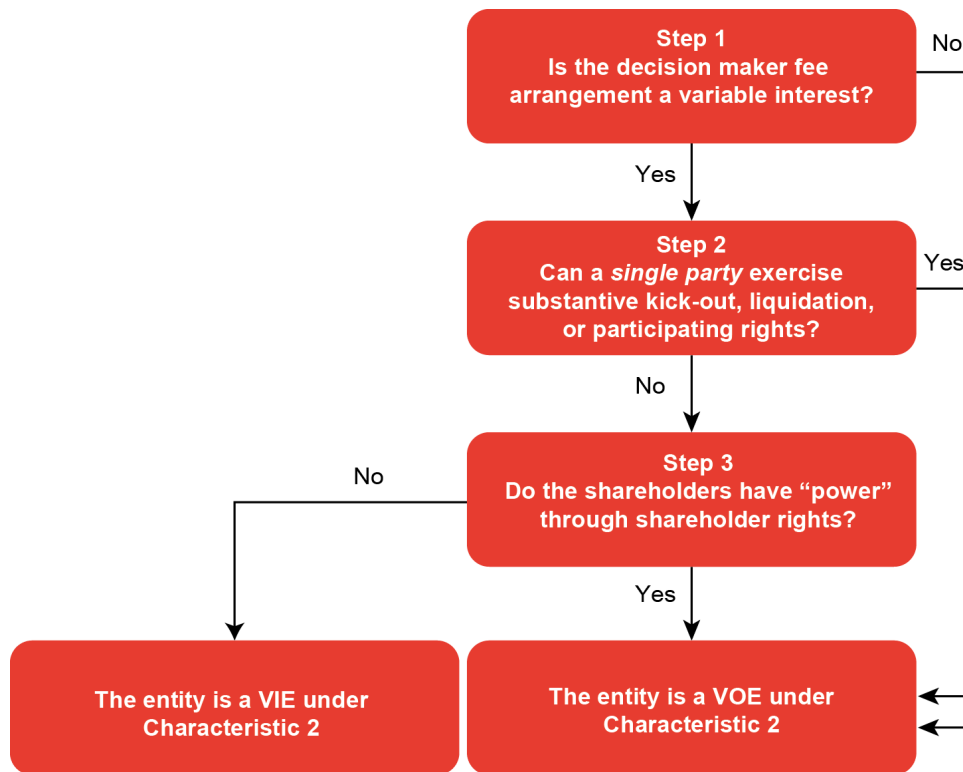 Step 1
No
Is the decision maker fee
arrangement a variable interest?
Yes
Step 2
Yes
Can a single party exercise
substantive kick-out, liquidation,
or participating rights?
No
Step 3
No
Do the shareholders have “power”
through shareholder rights?
Yes
The entity is a VIE under
Characteristic 2
The entity is a VOE under
Characteristic 2